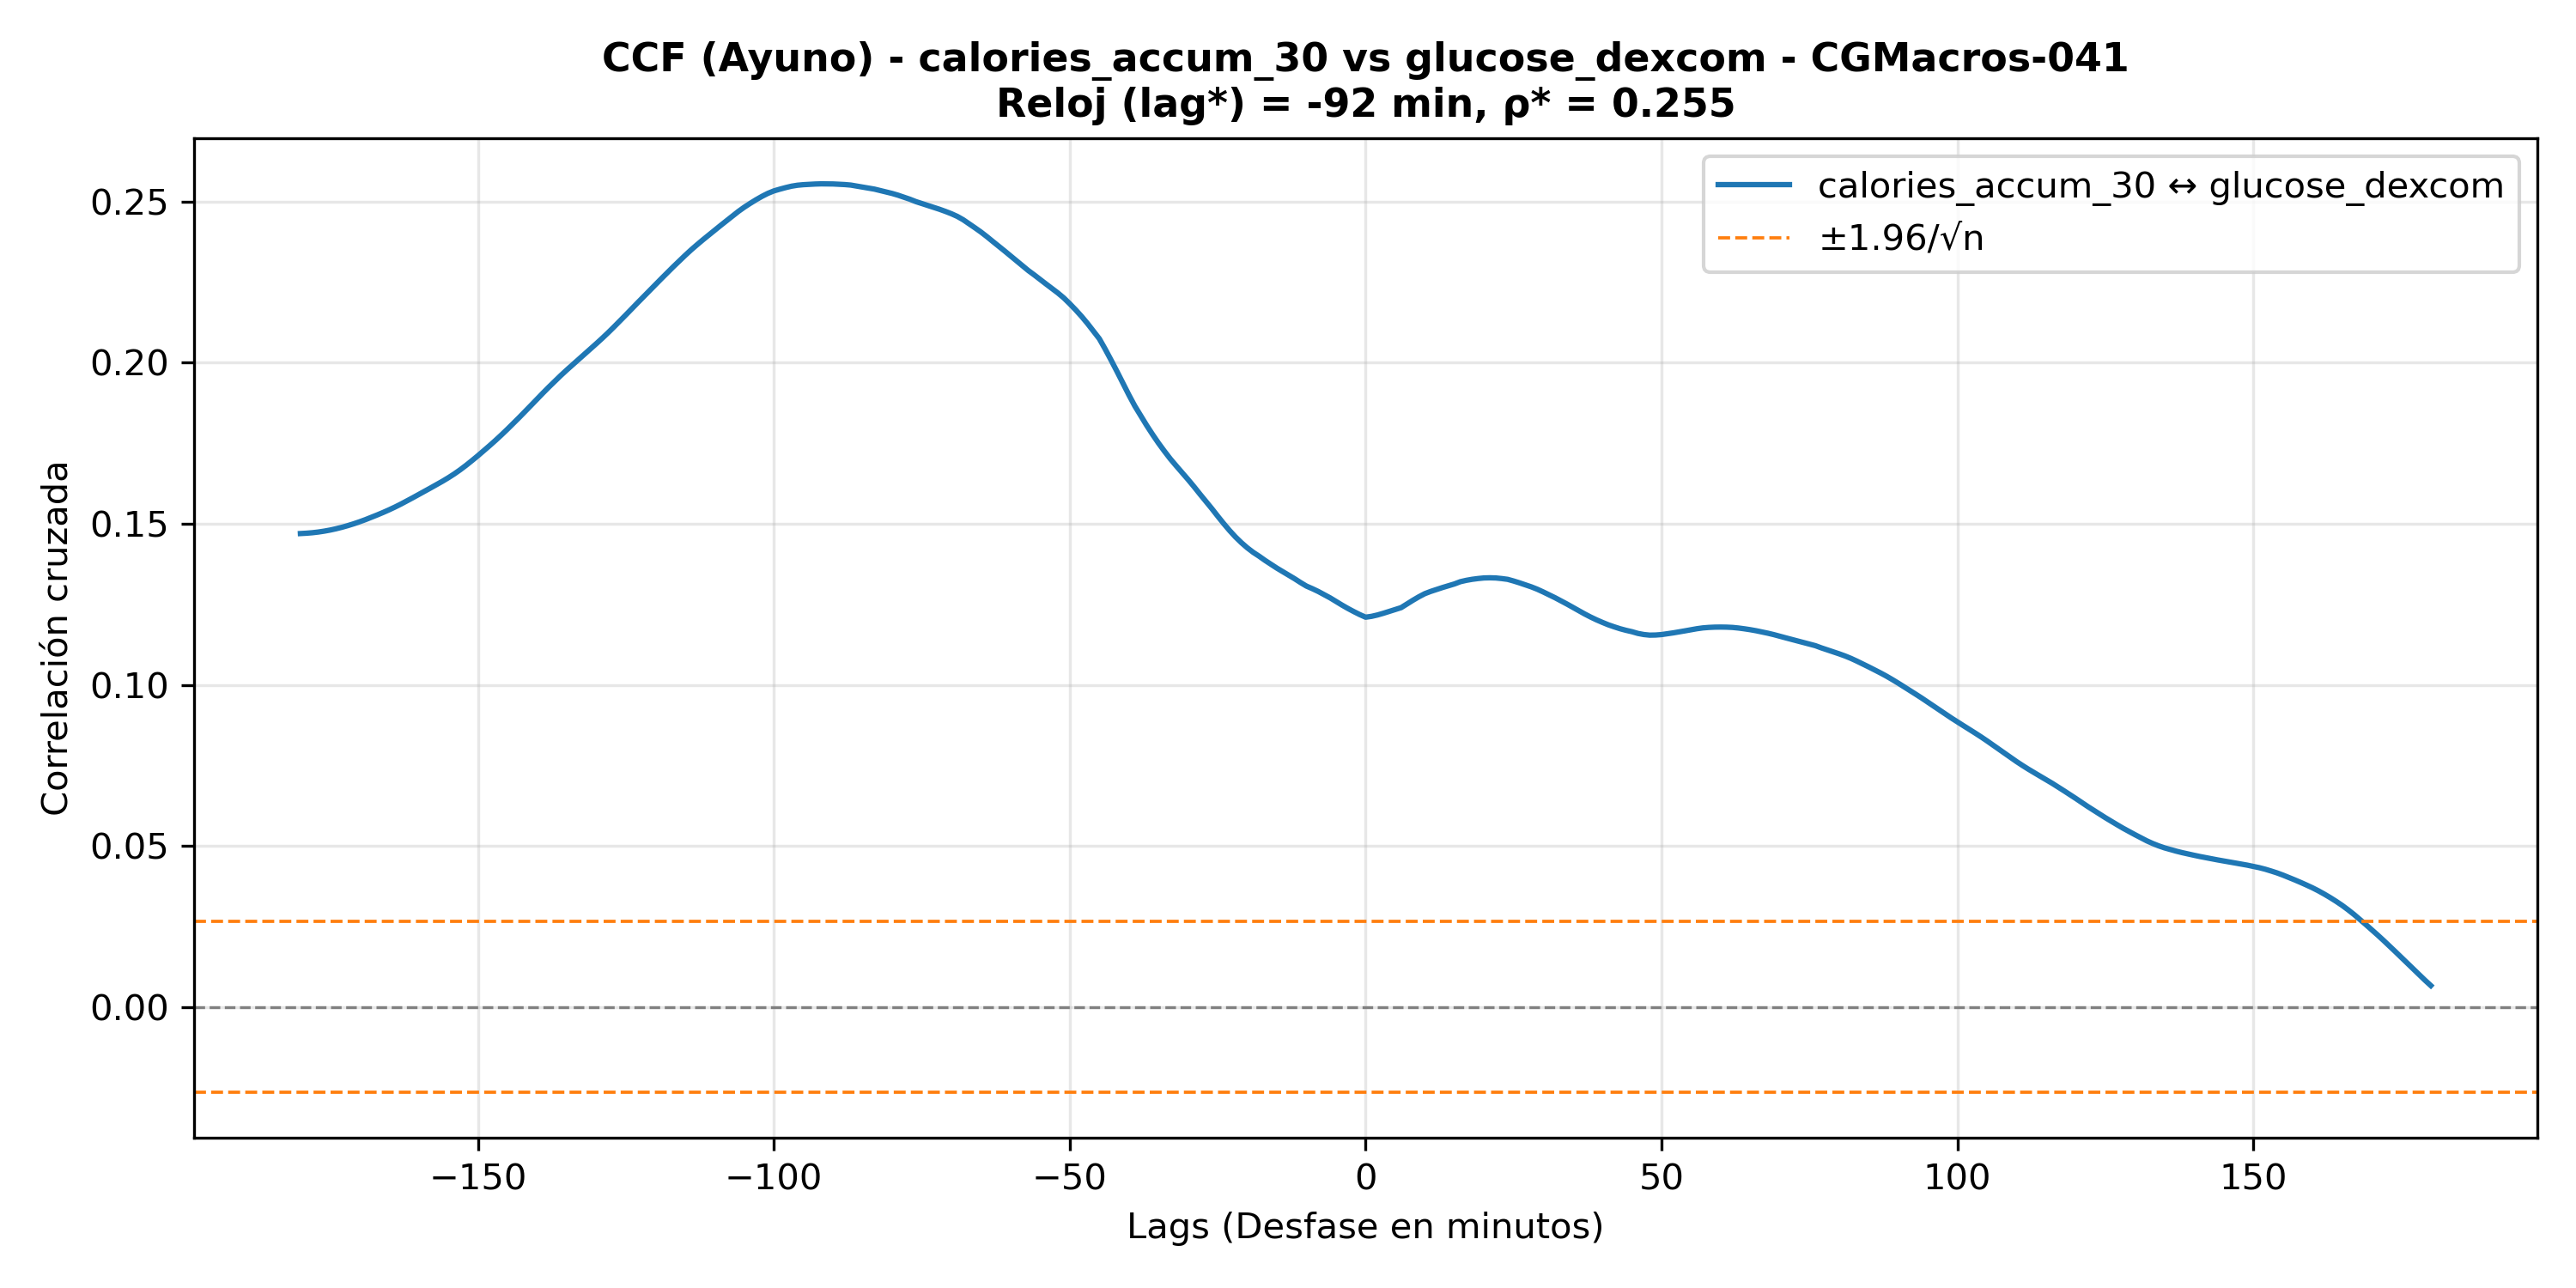 CCF (Ayuno) - calories_accum_30 vs glucose_dexcom - CGMacros-041
Reloj (lag*) = -92 min, ρ* = 0.255
calories_accum_30 ↔ glucose_dexcom
±1.96/√n
Correlación cruzada
0.25
0.20
0.15
0.10
0.05
0.00
−150 −100 −50 0 50 100 150
Lags (Desfase en minutos)